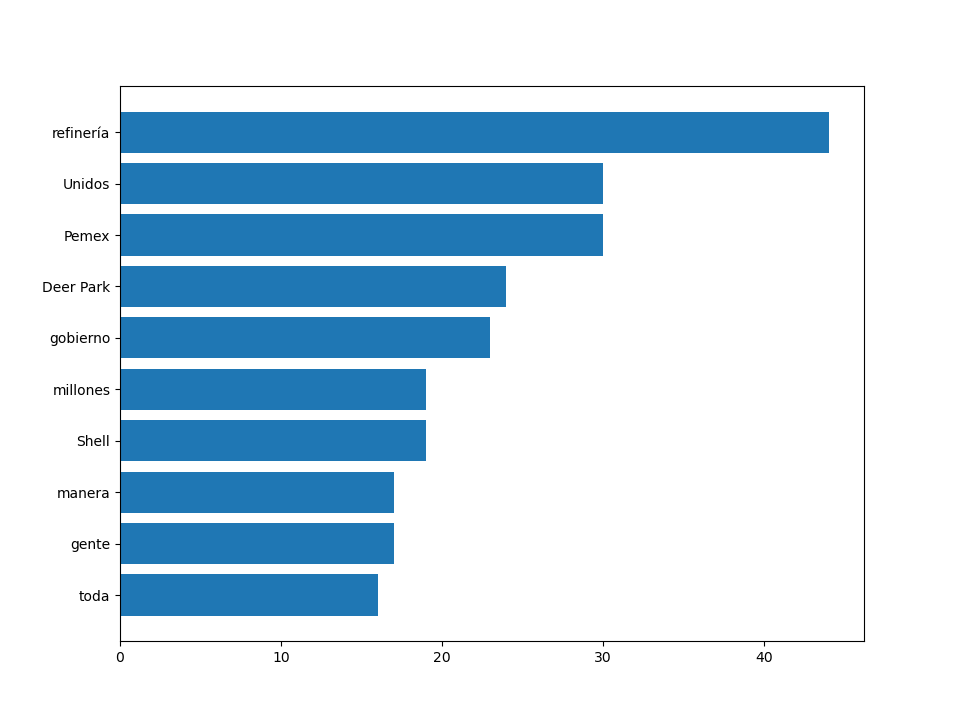 refinería
Unidos
Pemex
Deer Park
gobierno
millones
Shell
manera
gente
toda
0 10 20 30 40